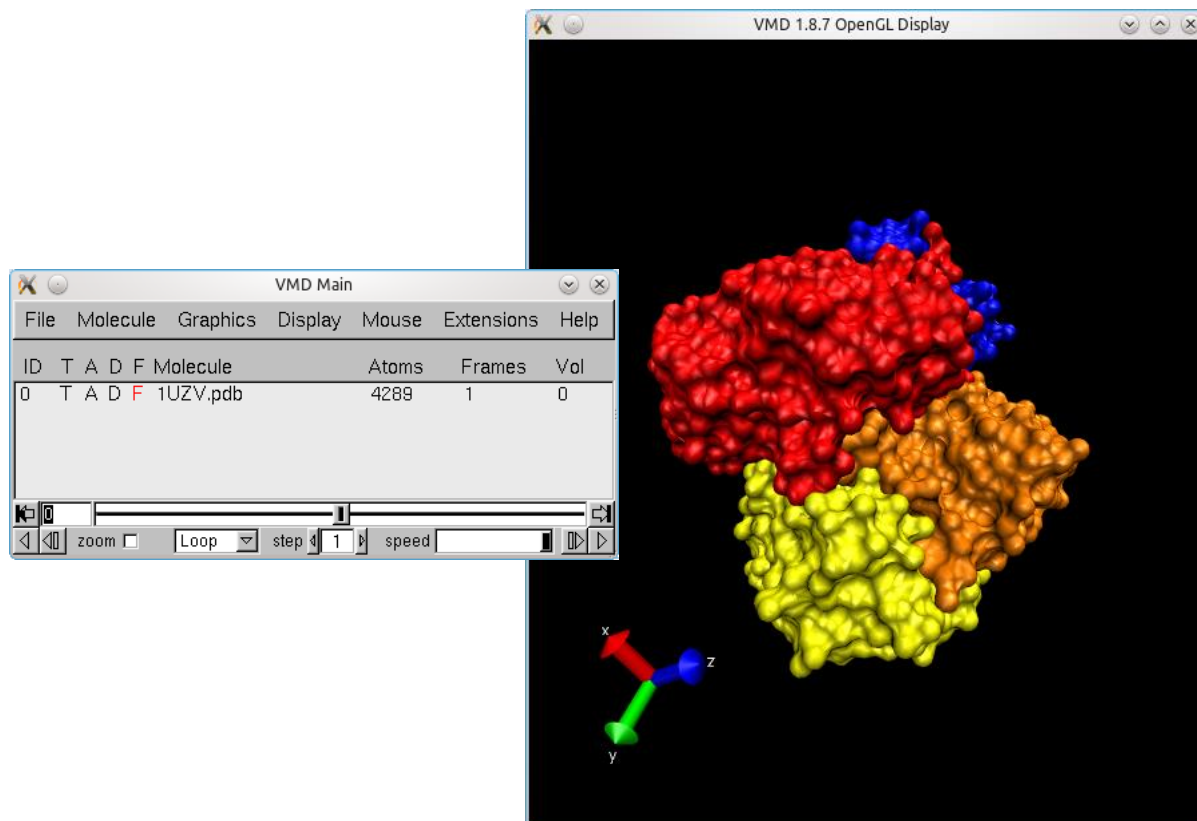 VMD 1.8.7 OpenGL Display
VMD Main
File Molecule Graphics Display Mouse Extensions Help
ID T A D F Molecule Atoms Frames Vol
0 T A D F 1UZV.pdb 4289 1 0
0
zoom Loop step 1 speed
x
z
y